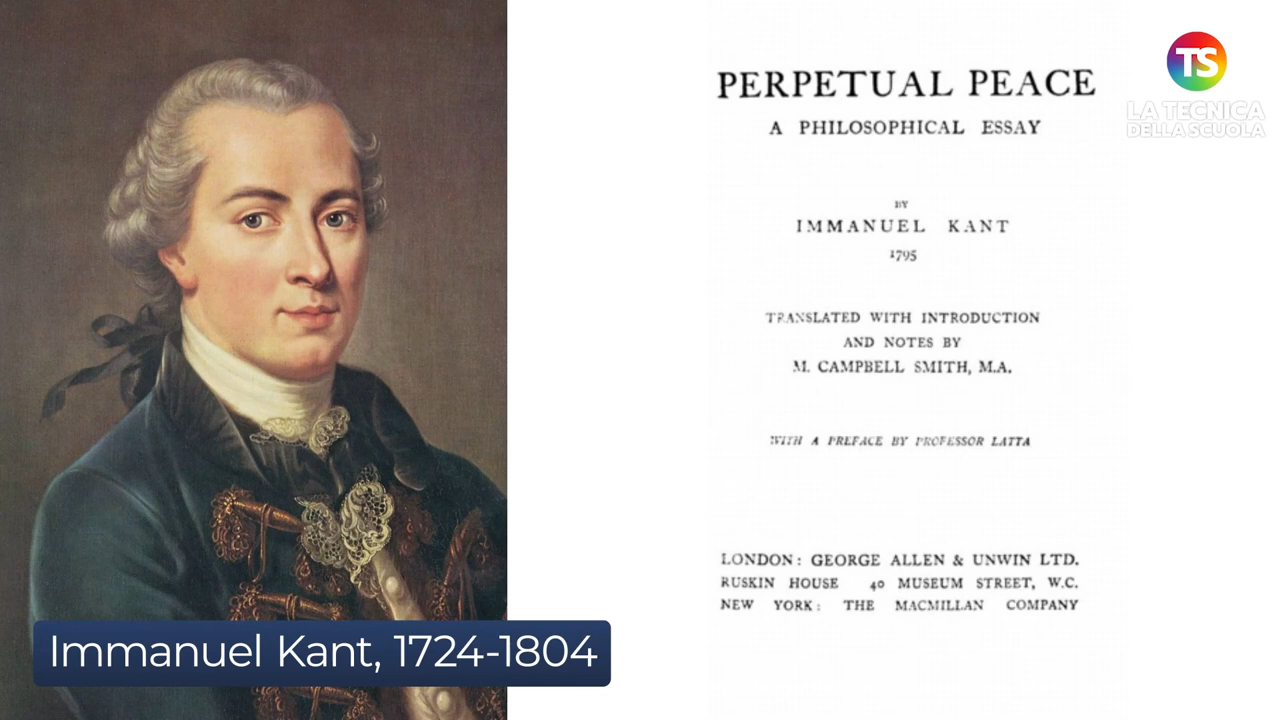 PERPETUAL PEACE
A PHILOSOPHICAL ESSAY
BY
IMMANUEL KANT
1795
TRANSLATED WITH INTRODUCTION
AND NOTES BY
M. CAMPBELL SMITH, M.A.
WITH A PREFACE BY PROFESSOR LATTA
LONDON: GEORGE ALLEN & UNWIN LTD.
RUSKIN HOUSE 40 MUSEUM STREET, W.C.
NEW YORK: THE MACMILLAN COMPANY
TS
LA TECNICA
DELLA SCUOLA
Immanuel Kant, 1724-1804